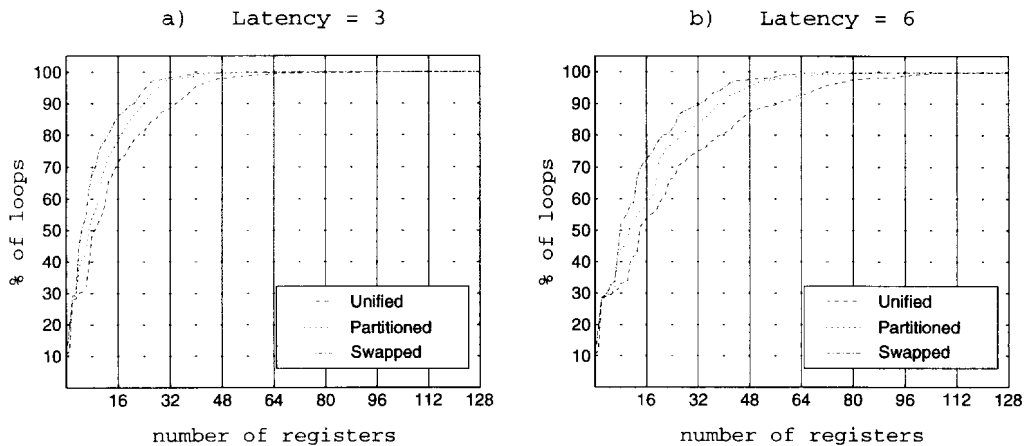 a) Latency = 3
% of loops
100
90
80
70
60
50
40
30
20
10
Unified
Partitioned
Swapped
16 32 48 64 80 96 112 128
number of registers
b) Latency = 6
% of loops
100
90
80
70
60
50
40
30
20
10
Unified
Partitioned
Swapped
16 32 48 64 80 96 112 128
number of registers